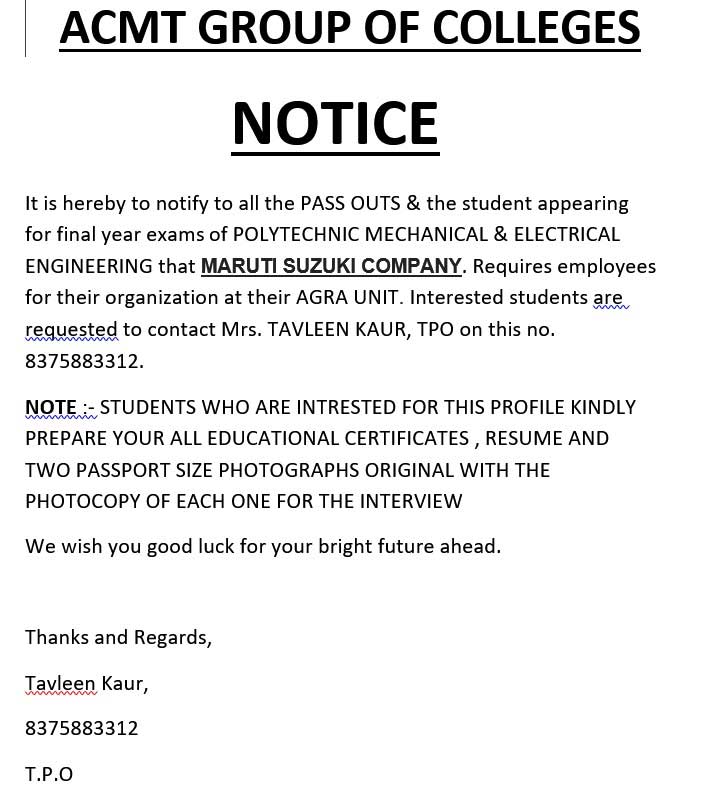 ACMT GROUP OF COLLEGES
NOTICE
It is hereby to notify to all the PASS OUTS & the student appearing
for final year exams of POLYTECHNIC MECHANICAL & ELECTRICAL
ENGINEERING that MARUTI SUZUKI COMPANY. Requires employees
for their organization at their AGRA UNIT. Interested students are
requested to contact Mrs. TAVLEEN KAUR, TPO on this no.
8375883312.
NOTE :- STUDENTS WHO ARE INTRESTED FOR THIS PROFILE KINDLY
PREPARE YOUR ALL EDUCATIONAL CERTIFICATES , RESUME AND
TWO PASSPORT SIZE PHOTOGRAPHS ORIGINAL WITH THE
PHOTOCOPY OF EACH ONE FOR THE INTERVIEW
We wish you good luck for your bright future ahead.
Thanks and Regards,
Tavleen Kaur,
8375883312
T.P.O